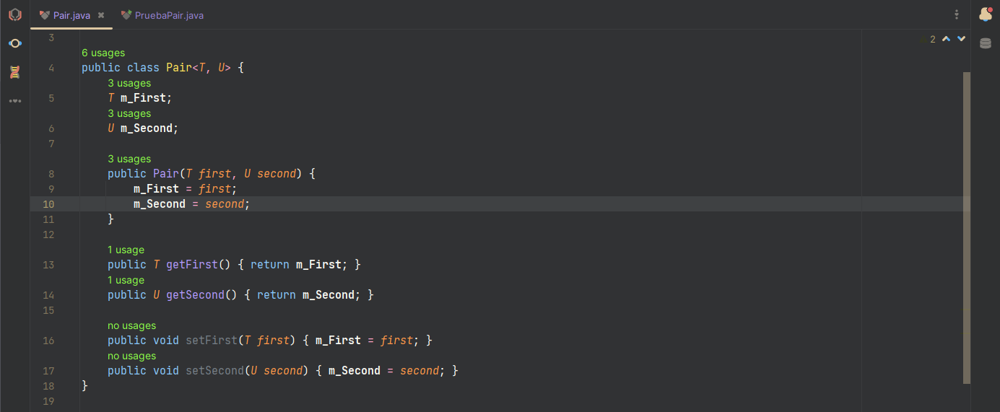 Pair.java
PruebaPair.java
2
3
6 usages
4 public class Pair<T, U> {
3 usages
5 T m_First;
3 usages
6 U m_Second;
7
3 usages
8 public Pair(T first, U second) {
9 m_First = first;
10 m_Second = second;
11 }
12
1 usage
13 public T getFirst() { return m_First; }
1 usage
14 public U getSecond() { return m_Second; }
15
no usages
16 public void setFirst(T first) { m_First = first; }
no usages
17 public void setSecond(U second) { m_Second = second; }
18 }
19